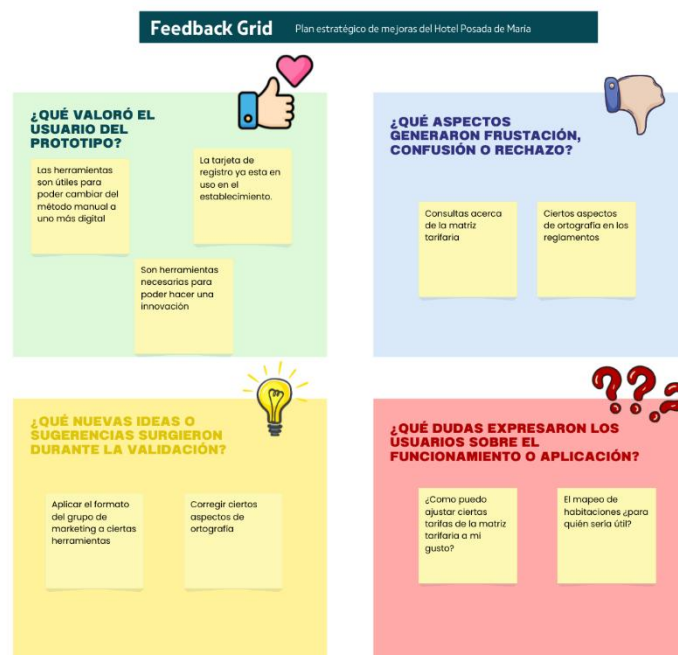 Feedback Grid Plan estratégico de mejoras del Hotel Posada de María
¿QUÉ VALORÓ EL
USUARIO DEL
PROTOTIPO?
Las herramientas
son útiles para
poder cambiar del
método manual a
uno más digital
La tarjeta de
registro ya esta en
uso en el
establecimiento.
Son herramientas
necesarias para
poder hacer una
innovación
¿QUÉ ASPECTOS
GENERARON FRUSTACIÓN,
CONFUSIÓN O RECHAZO?
Consultas acerca
de la matriz
tarifaria
Ciertos aspectos
de ortografía en los
reglamentos
¿QUÉ NUEVAS IDEAS O
SUGERENCIAS SURGIERON
DURANTE LA VALIDACIÓN?
Aplicar el formato
del grupo de
marketing a ciertas
herramientas
Corregir ciertos
aspectos de
ortografía
¿QUÉ DUDAS EXPRESARON LOS
USUARIOS SOBRE EL
FUNCIONAMIENTO O APLICACIÓN?
¿Como puedo
ajustar ciertas
tarifas de la matriz
tarifaria a mi
gusto?
El mapeo de
habitaciones ¿para
quién sería útil?